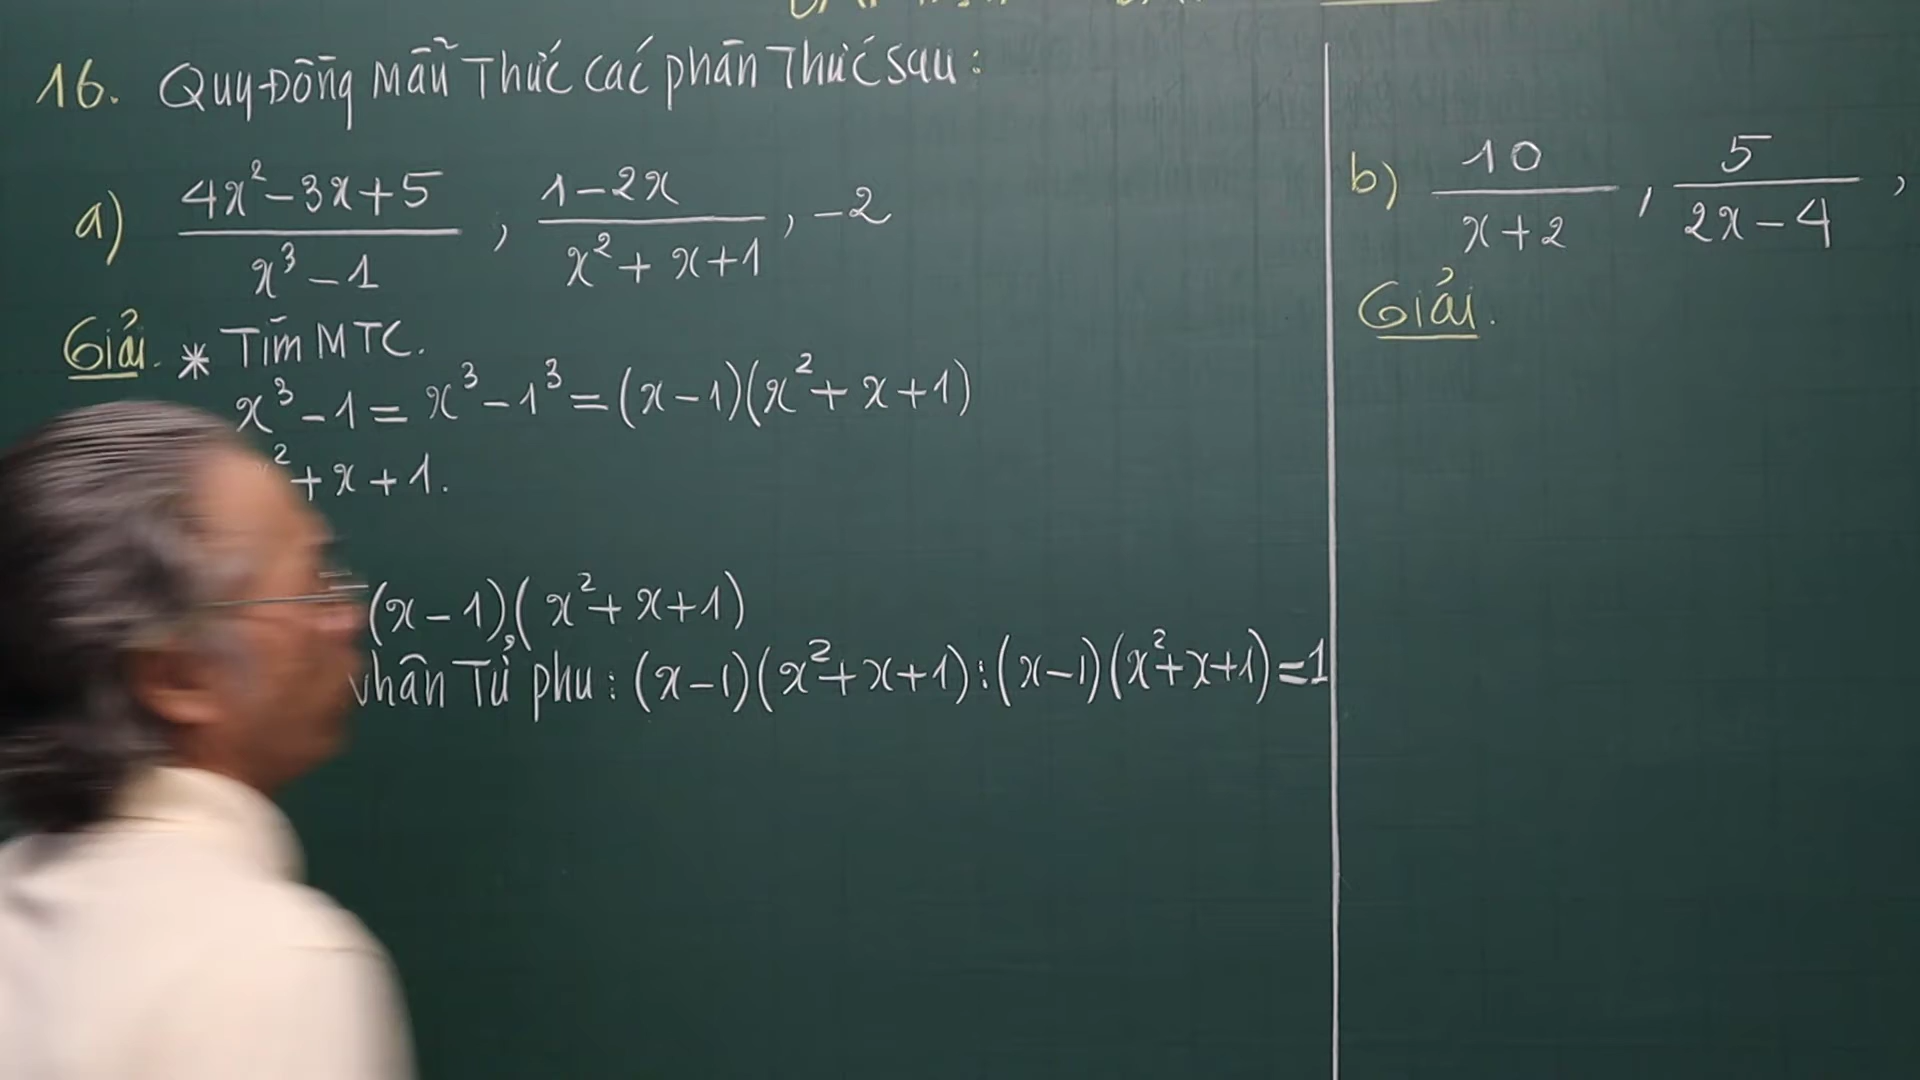 16. Quy Đồng Mẫu Thức các phân Thức sau:
a) (4x²-3x+5)/(x³-1), (1-2x)/(x²+x+1), -2
Giải. * Tìm MTC.
x³-1 = x³-1³ = (x-1)(x²+x+1)
²+x+1.
(x-1)(x²+x+1)
nhân Tử phụ: (x-1)(x²+x+1):(x-1)(x²+x+1)=1
b) 10/(x+2), 5/(2x-4),
Giải.